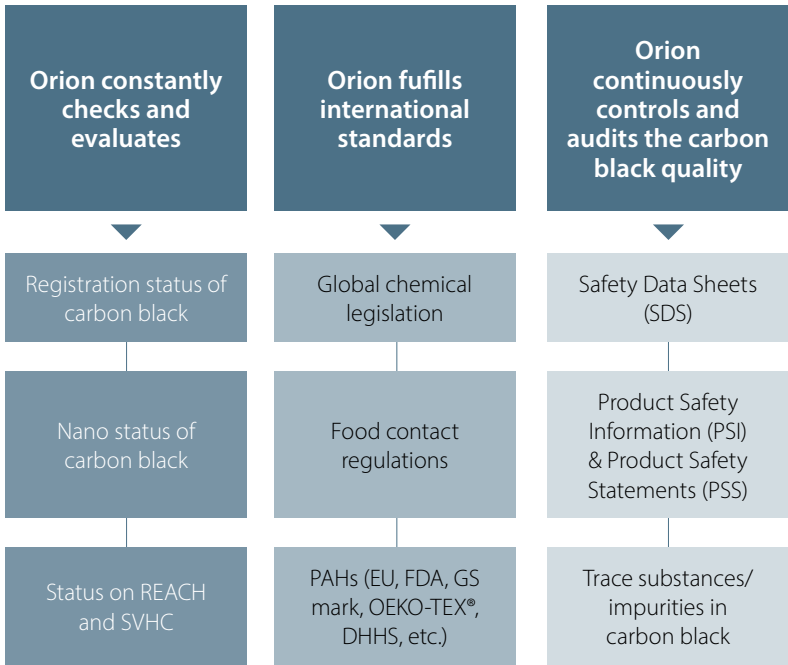 Orion constantly
checks and
evaluates
Registration status of
carbon black
Nano status of
carbon black
Status on REACH
and SVHC
Orion fufills
international
standards
Global chemical
legislation
Food contact
regulations
PAHs (EU, FDA, GS
mark, OEKO-TEX®,
DHHS, etc.)
Orion
continuously
controls and
audits the carbon
black quality
Safety Data Sheets
(SDS)
Product Safety
Information (PSI)
& Product Safety
Statements (PSS)
Trace substances/
impurities in
carbon black